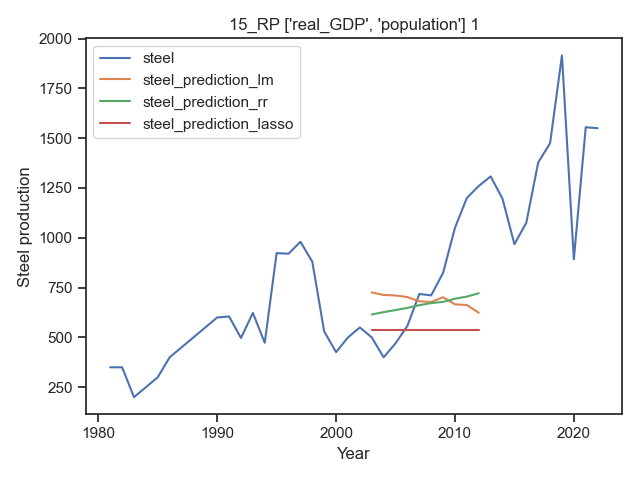 15_RP ['real_GDP', 'population'] 1
steel
steel_prediction_lm
steel_prediction_rr
steel_prediction_lasso
Steel production
2000
1750
1500
1250
1000
750
500
250
1980
1990
2000
2010
2020
Year